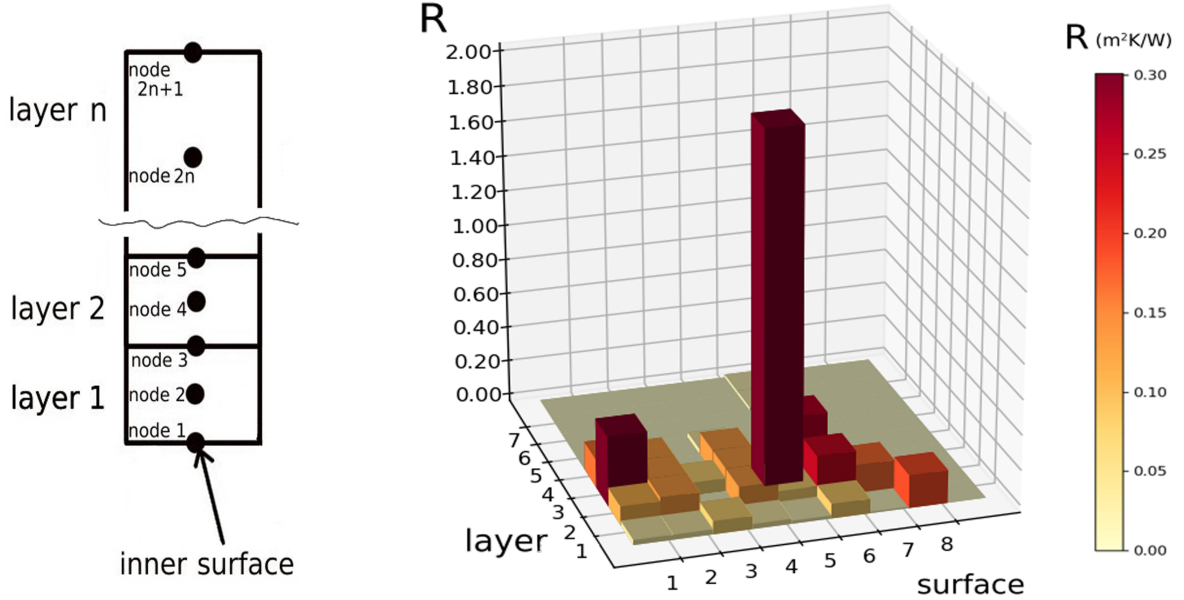 node
2n+1
layer n
node 2n
node 5
layer 2
node 4
node 3
layer 1
node 2
node 1
inner surface
R
2.00
1.80
1.60
1.40
1.20
1.00
0.80
0.60
0.40
0.20
0.00
7
6
5
4
3
2
1
layer
1
2
3
4
5
6
7
8
surface
R (m²K/W)
0.30
0.25
0.20
0.15
0.10
0.05
0.00